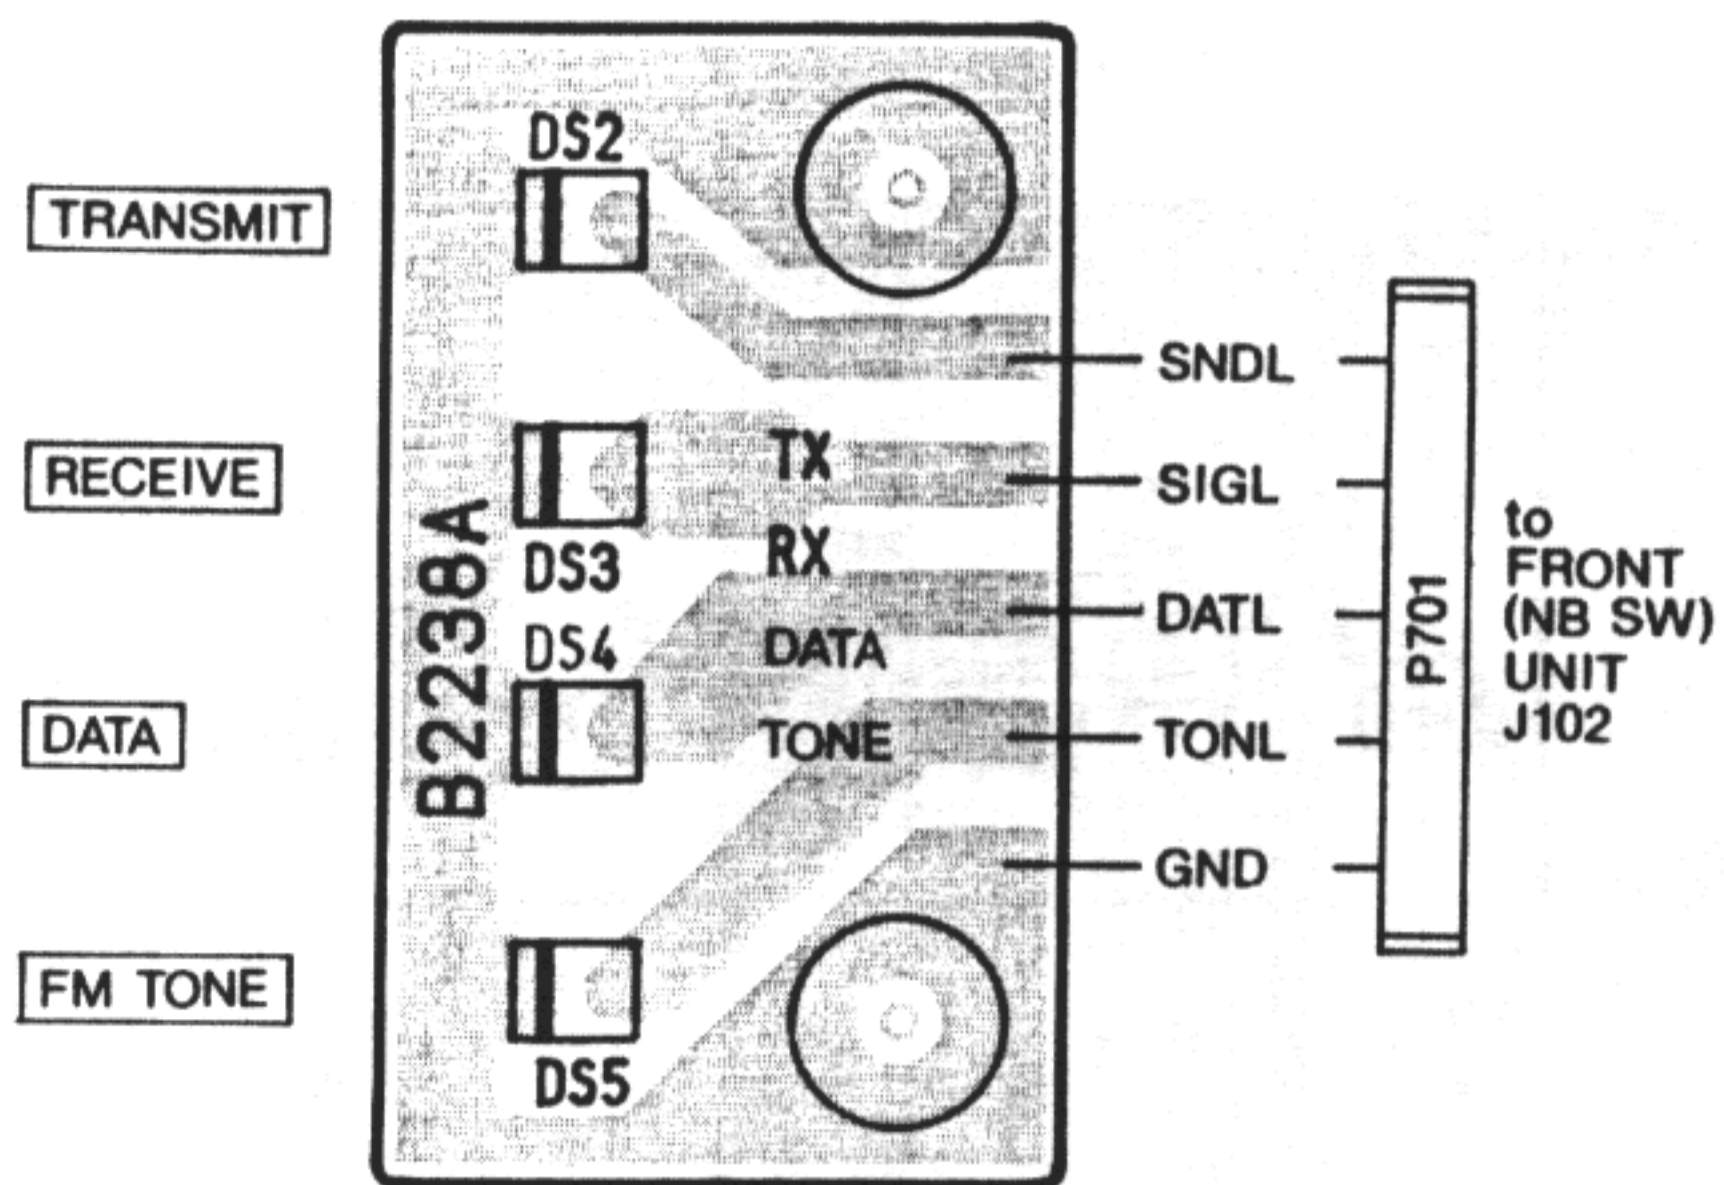 DS2
TRANSMIT
SNDL
TX
RECEIVE
SIGL
RX
DS3
B2238A
DS4
DATA
DATL
P701
to
FRONT
(NB SW)
UNIT
J102
DATA
TONE
TONL
GND
FM TONE
DS5